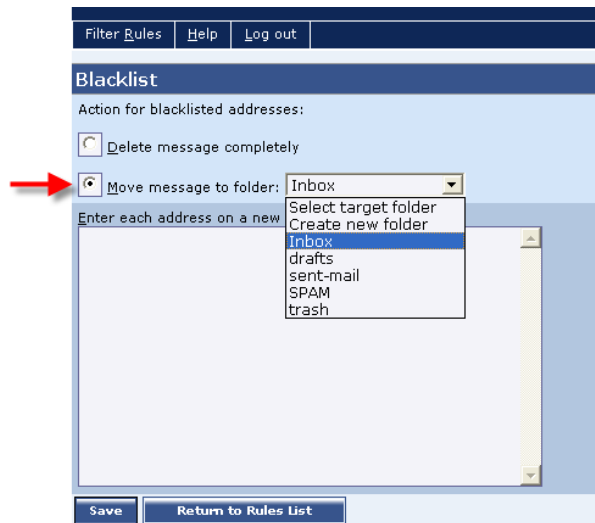 Filter Rules Help Log out
Blacklist
Action for blacklisted addresses:
Delete message completely
Move message to folder: Inbox
Select target folder
Create new folder
Inbox
drafts
sent-mail
SPAM
trash
Enter each address on a new
Save Return to Rules List